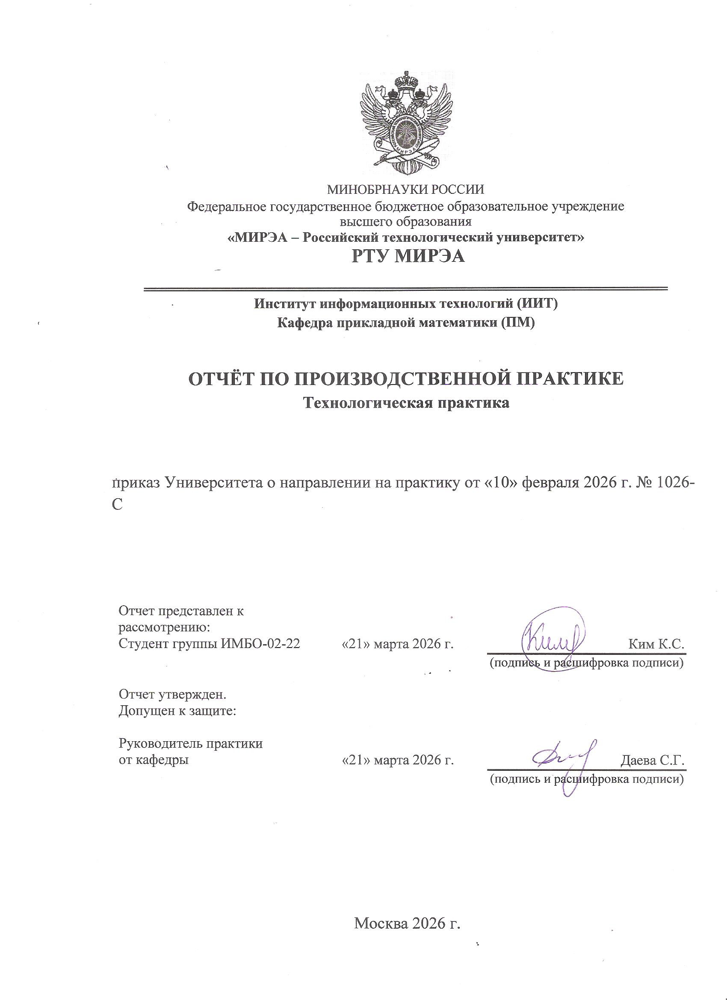 МИРЭА
МИНОБРНАУКИ РОССИИ
Федеральное государственное бюджетное образовательное учреждение
высшего образования
«МИРЭА – Российский технологический университет»
РТУ МИРЭА
Институт информационных технологий (ИИТ)
Кафедра прикладной математики (ПМ)
ОТЧЁТ ПО ПРОИЗВОДСТВЕННОЙ ПРАКТИКЕ
Технологическая практика
приказ Университета о направлении на практику от «10» февраля 2026 г. № 1026-
С
Отчет представлен к
рассмотрению:
Студент группы ИМБО-02-22 «21» марта 2026 г. Ким К.С.
(подпись и расшифровка подписи)
Отчет утвержден.
Допущен к защите:
Руководитель практики
от кафедры «21» марта 2026 г. Даева С.Г.
(подпись и расшифровка подписи)
Москва 2026 г.